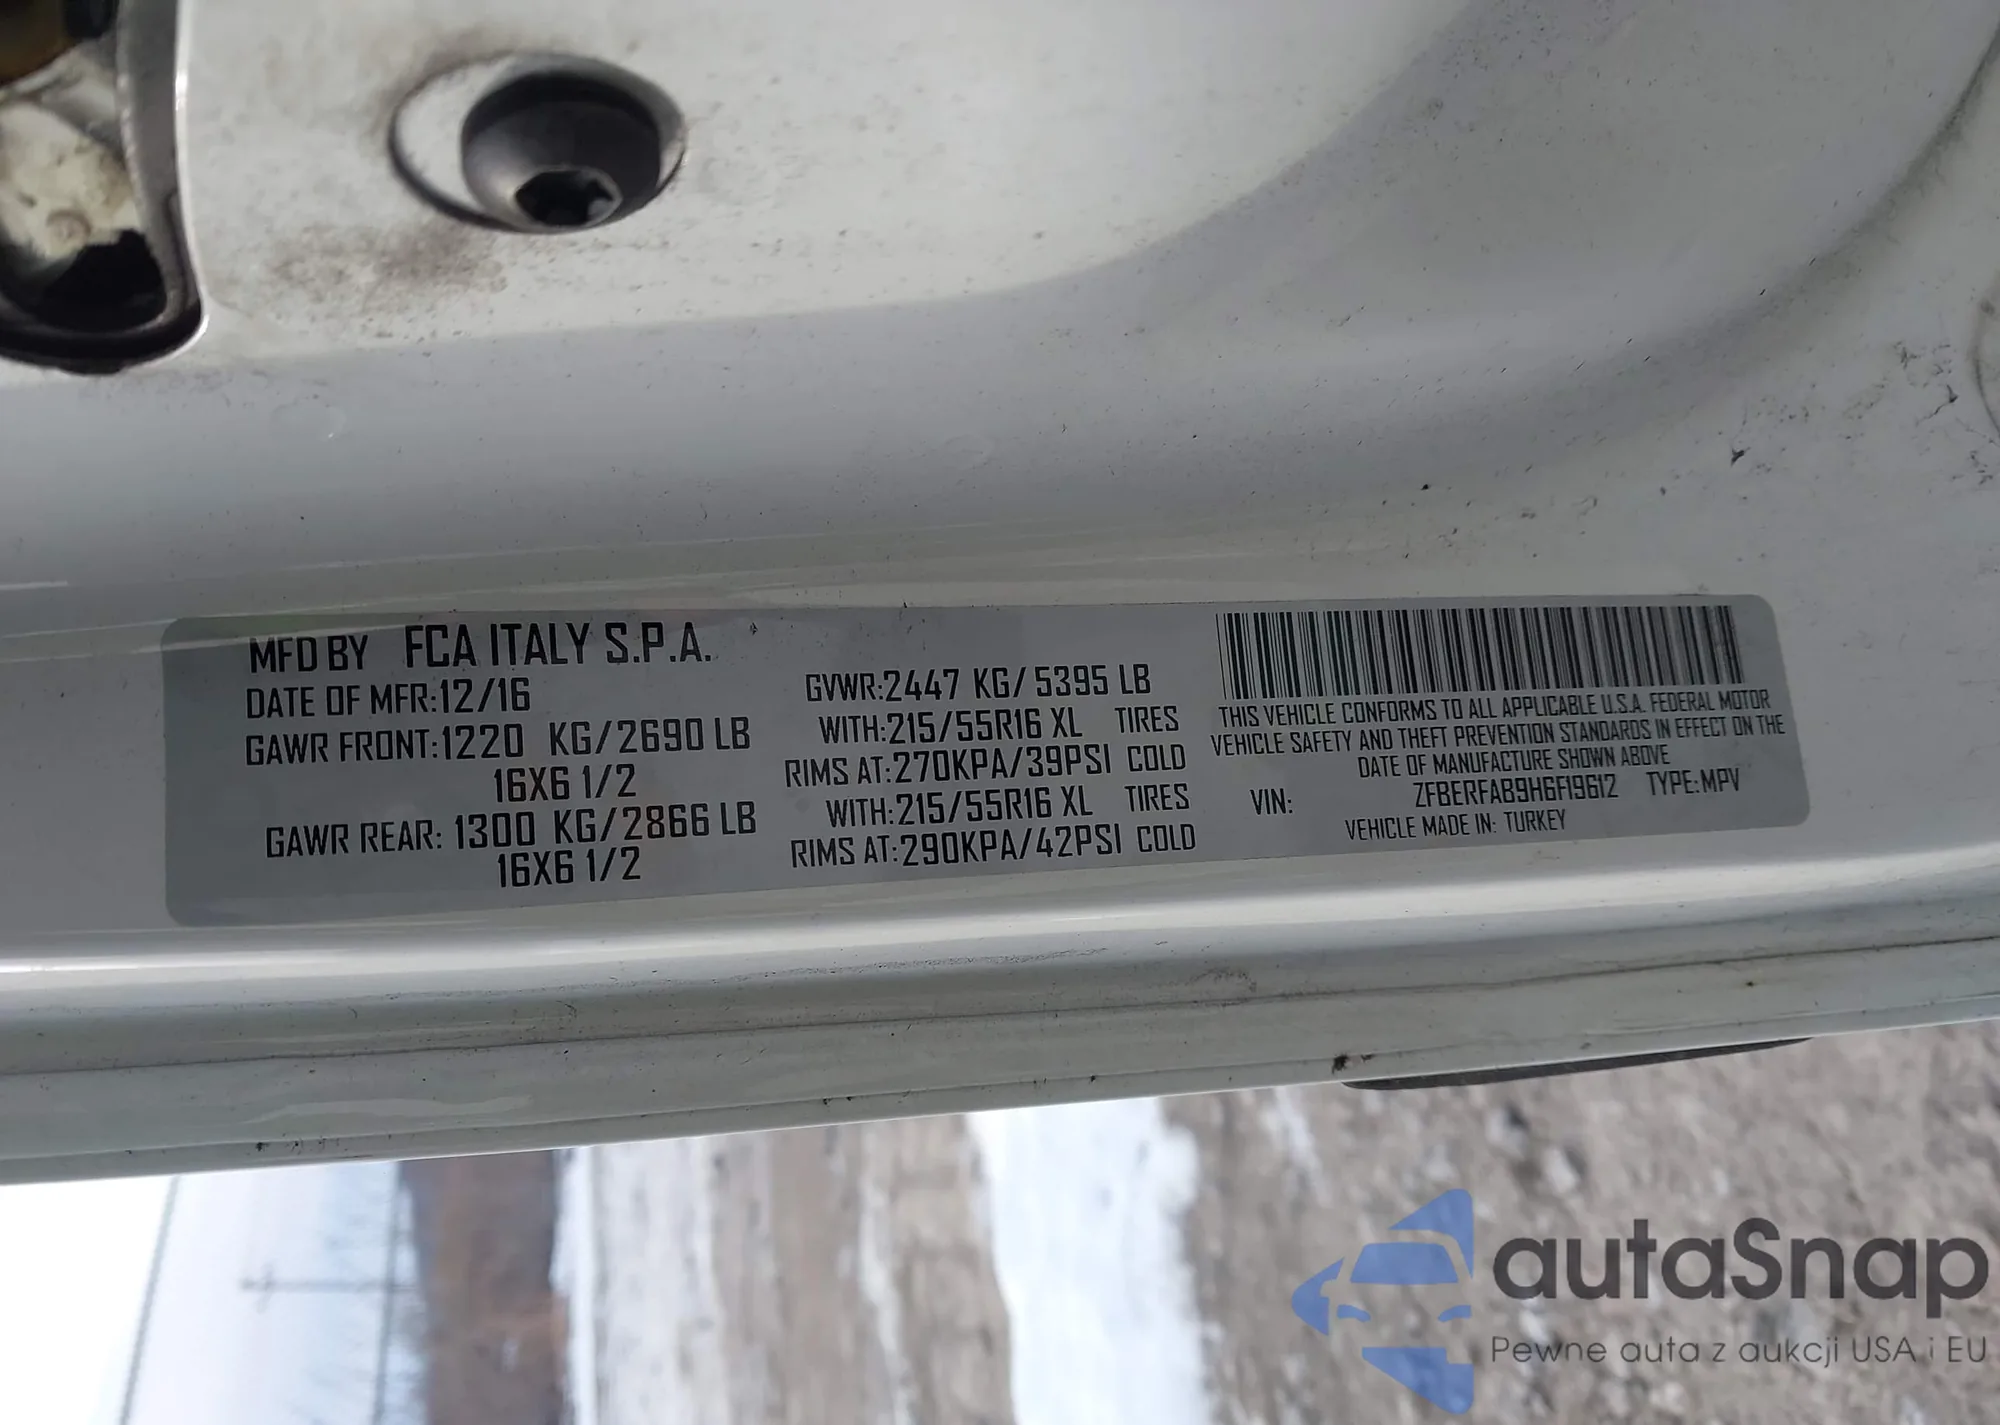 MFD BY FCA ITALY S.P.A.
DATE OF MFR:12/16
GAWR FRONT:1220 KG/2690 LB
16X6 1/2
GAWR REAR: 1300 KG/2866 LB
16X6 1/2
GVWR:2447 KG/5395 LB
WITH:215/55R16 XL TIRES
RIMS AT:270KPA/39PSI COLD
WITH:215/55R16 XL TIRES
RIMS AT:290KPA/42PSI COLD
THIS VEHICLE CONFORMS TO ALL APPLICABLE U.S.A. FEDERAL MOTOR
VEHICLE SAFETY AND THEFT PREVENTION STANDARDS IN EFFECT ON THE
DATE OF MANUFACTURE SHOWN ABOVE
VIN: ZFBERFAB9H6F19612 TYPE:MPV
VEHICLE MADE IN: TURKEY
autaSnap
Pewne auta z aukcji USA i EU